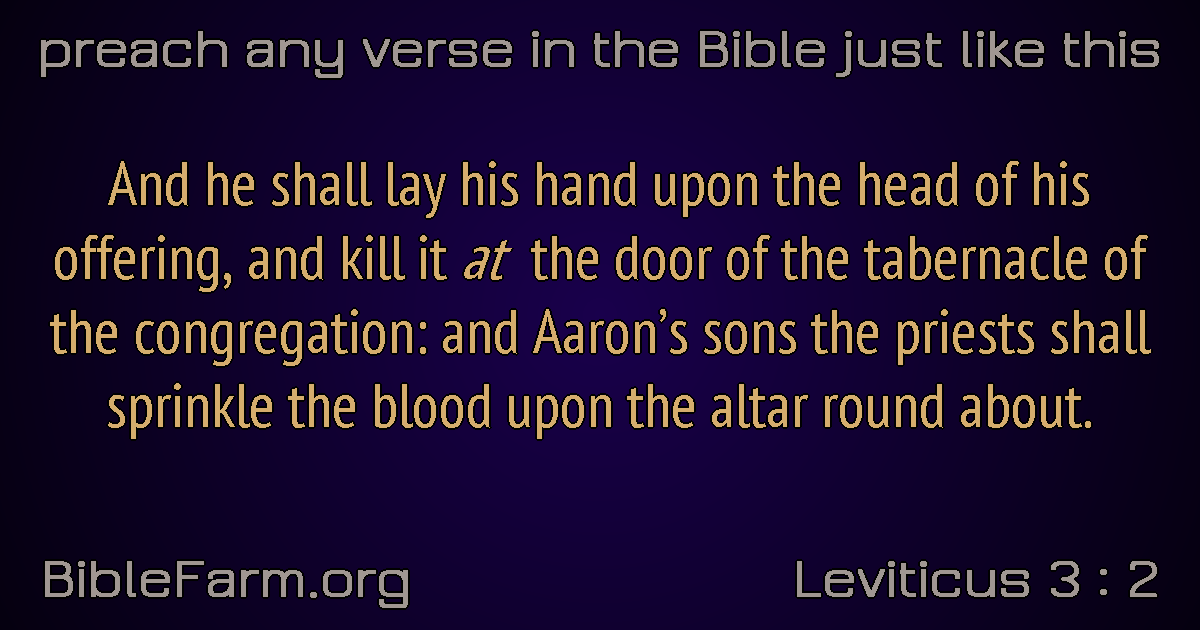 preach any verse in the Bible just like this
And he shall lay his hand upon the head of his
offering, and kill it at the door of the tabernacle of
the congregation: and Aaron’s sons the priests shall
sprinkle the blood upon the altar round about.
BibleFarm.org
Leviticus 3 : 2